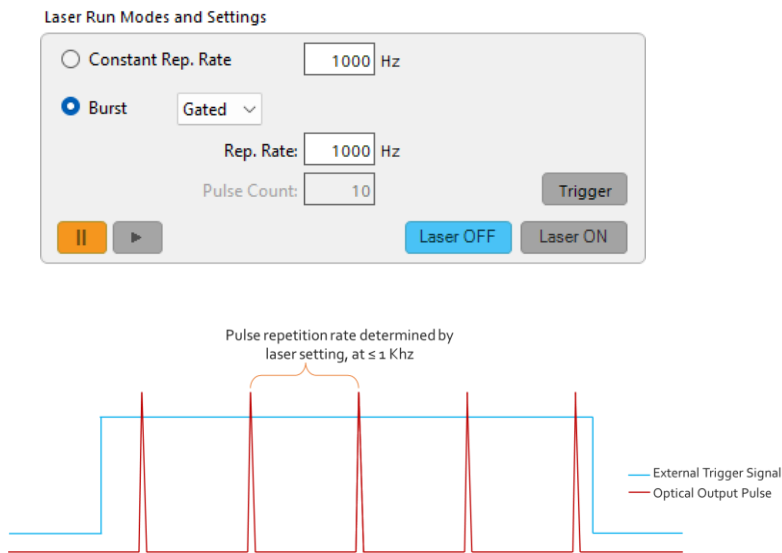 Laser Run Modes and Settings
Constant Rep. Rate 1000 Hz
Burst Gated
Rep. Rate: 1000 Hz
Pulse Count: 10 Trigger
Laser OFF Laser ON
Pulse repetition rate determined by
laser setting, at ≤ 1 Khz
External Trigger Signal
Optical Output Pulse